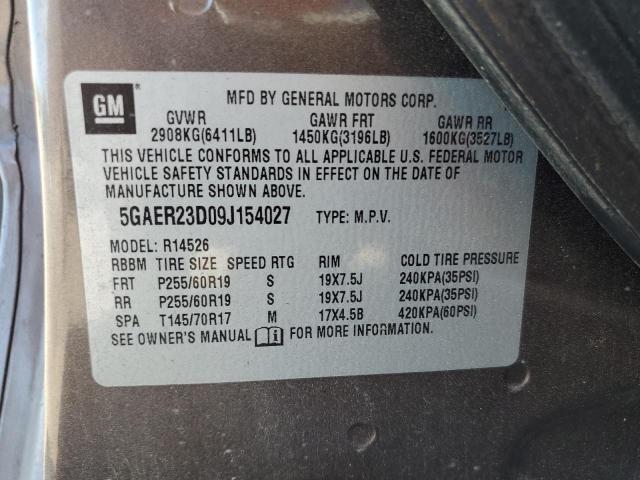 GM
MFD BY GENERAL MOTORS CORP.
GVWR GAWR FRT GAWR RR
2908KG(6411LB) 1450KG(3196LB) 1600KG(3527LB)
THIS VEHICLE CONFORMS TO ALL APPLICABLE U.S. FEDERAL MOTOR
VEHICLE SAFETY STANDARDS IN EFFECT ON THE DATE OF
MANUFACTURE SHOWN ABOVE.
5GAER23D09J154027 TYPE: M.P.V.
MODEL: R14526
RBBM TIRE SIZE SPEED RTG RIM COLD TIRE PRESSURE
FRT P255/60R19 S 19X7.5J 240KPA(35PSI)
RR P255/60R19 S 19X7.5J 240KPA(35PSI)
SPA T145/70R17 M 17X4.5B 420KPA(60PSI)
SEE OWNER'S MANUAL i FOR MORE INFORMATION.